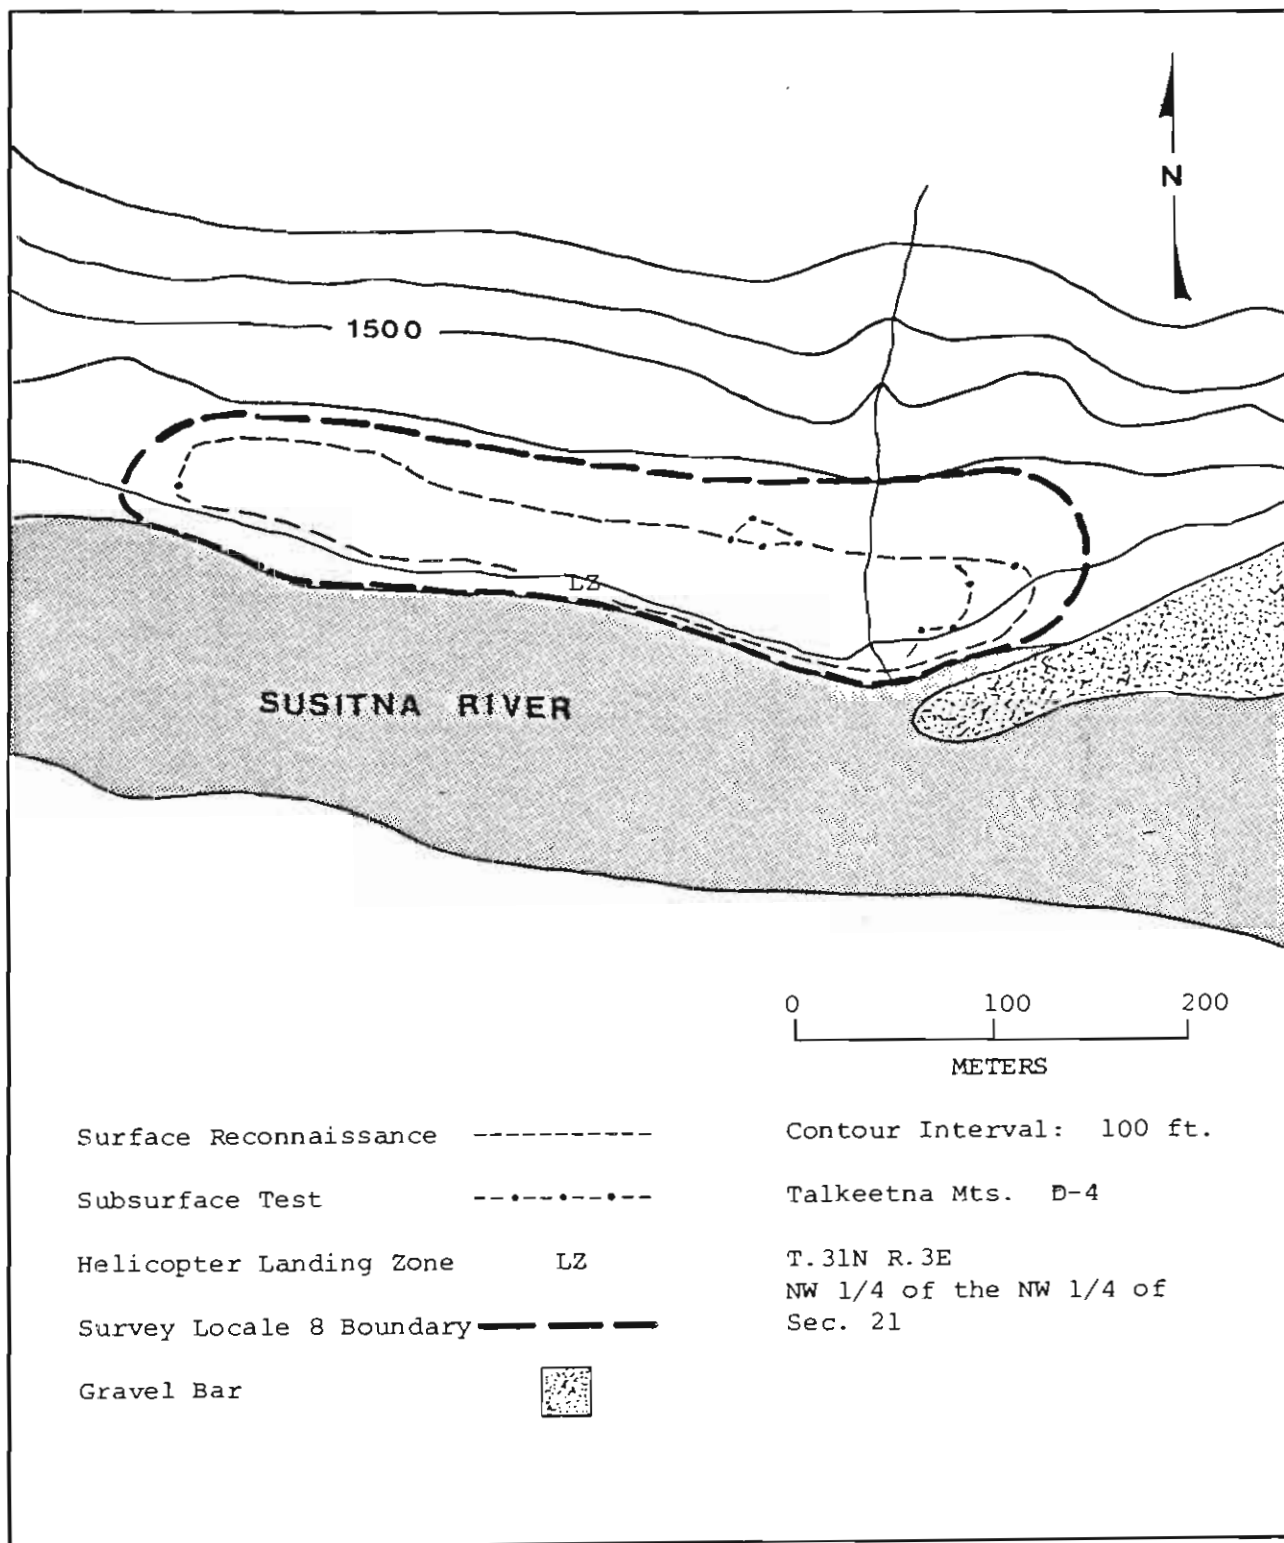 N
1500
LZ
SUSITNA RIVER
0 100 200
METERS
Surface Reconnaissance
Subsurface Test
Helicopter Landing Zone LZ
Survey Locale 8 Boundary
Gravel Bar
Contour Interval: 100 ft.
Talkeetna Mts. D-4
T.31N R.3E
NW 1/4 of the NW 1/4 of
Sec. 21